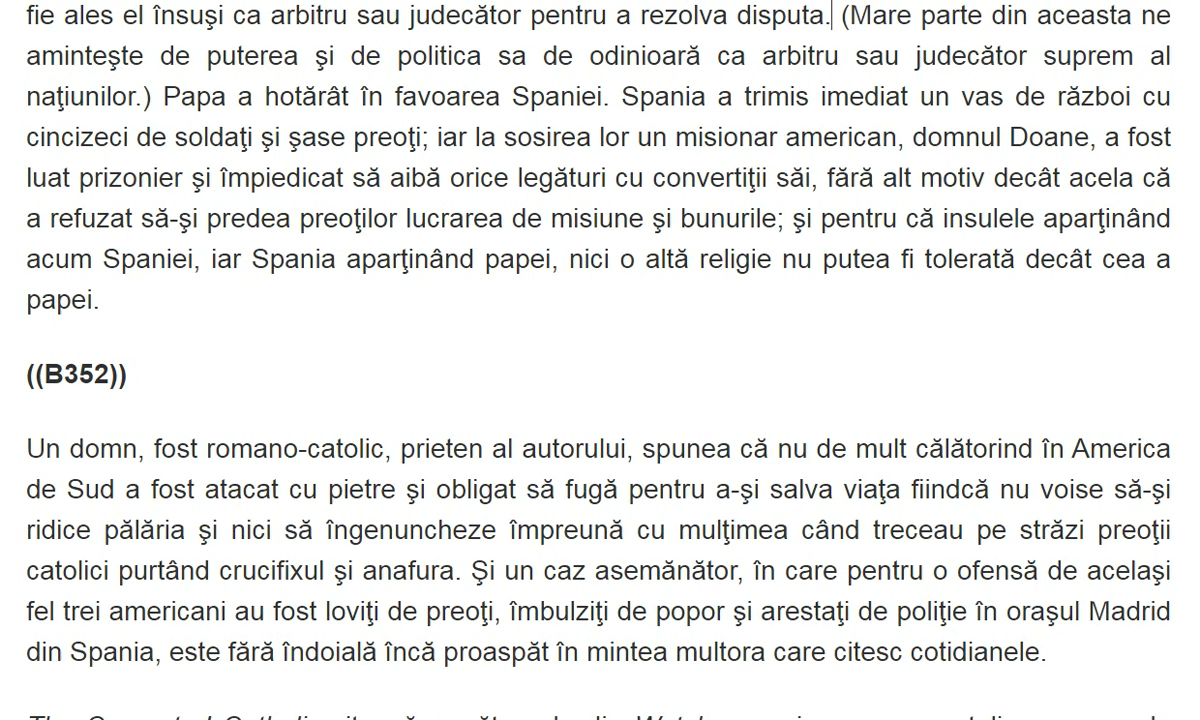 fie ales el însuşi ca arbitru sau judecător pentru a rezolva disputa. (Mare parte din aceasta ne
aminteşte de puterea şi de politica sa de odinioară ca arbitru sau judecător suprem al
naţiunilor.) Papa a hotărât în favoarea Spaniei. Spania a trimis imediat un vas de război cu
cincizeci de soldaţi şi şase preoţi; iar la sosirea lor un misionar american, domnul Doane, a fost
luat prizonier şi împiedicat să aibă orice legături cu convertiţii săi, fără alt motiv decât acela că
a refuzat să-şi predea preoţilor lucrarea de misiune şi bunurile; şi pentru că insulele aparţinând
acum Spaniei, iar Spania aparţinând papei, nici o altă religie nu putea fi tolerată decât cea a
papei.
((B352))
Un domn, fost romano-catolic, prieten al autorului, spunea că nu de mult călătorind în America
de Sud a fost atacat cu pietre şi obligat să fugă pentru a-şi salva viaţa fiindcă nu voise să-şi
ridice pălăria şi nici să îngenuncheze împreună cu mulţimea când treceau pe străzi preoţii
catolici purtând crucifixul şi anafura. Şi un caz asemănător, în care pentru o ofensă de acelaşi
fel trei americani au fost loviţi de preoţi, îmbulziţi de popor şi arestaţi de poliţie în oraşul Madrid
din Spania, este fără îndoială încă proaspăt în mintea multora care citesc cotidianele.